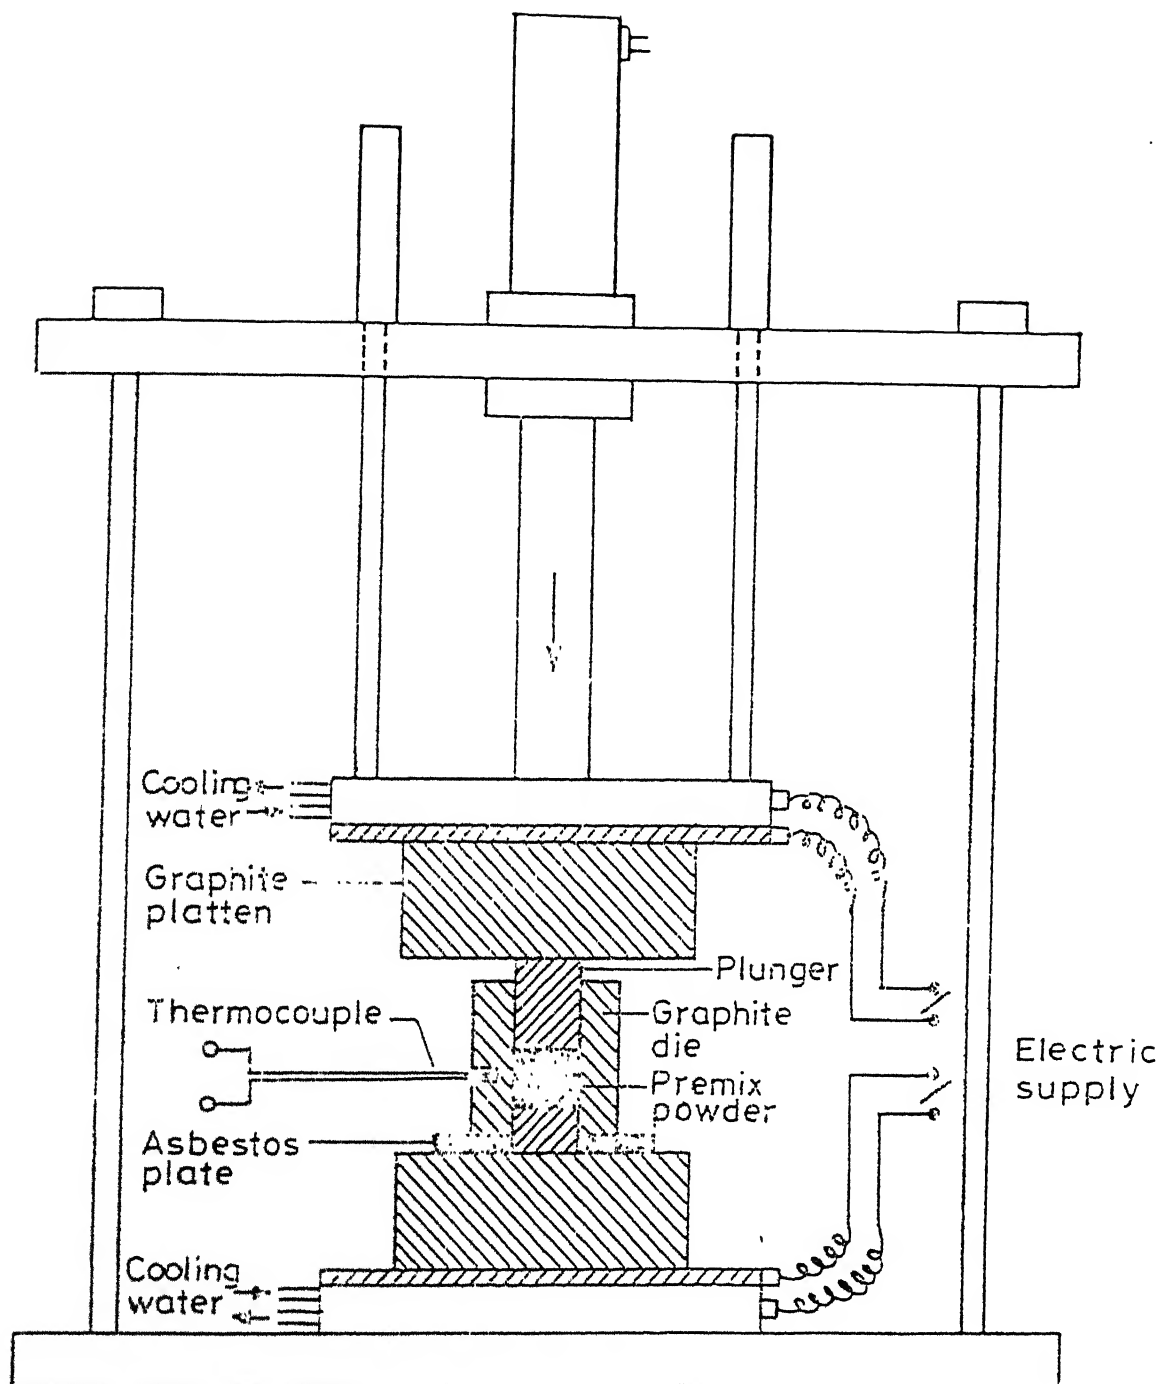 Cooling
water
Graphite
platten
Plunger
Thermocouple
Graphite
die
Electric
supply
Premix
powder
Asbestos
plate
Cooling
water